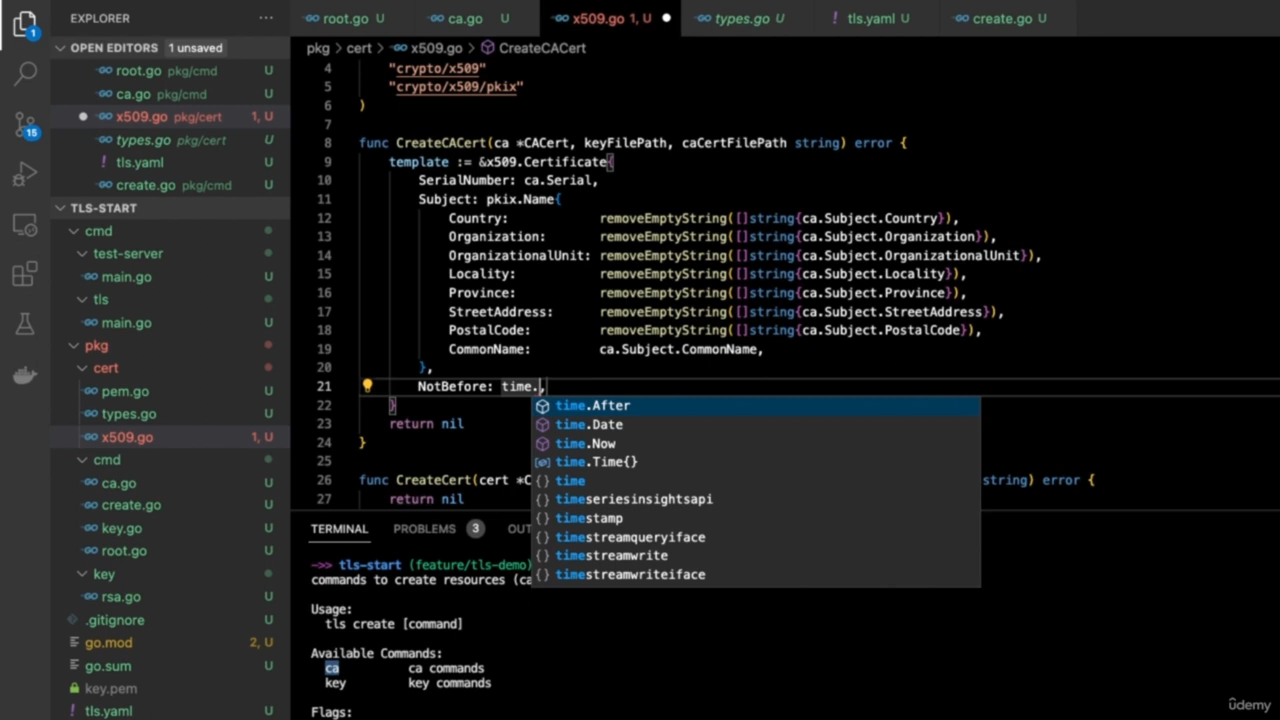 EXPLORER
root.go U
ca.go U
x509.go 1, U
types.go U
! tls.yaml U
create.go U
OPEN EDITORS 1 unsaved
root.go pkg/cmd U
ca.go pkg/cmd U
x509.go pkg/cert 1, U
types.go pkg/cert U
! tls.yaml U
create.go pkg/cmd U
TLS-START
cmd
test-server
main.go U
tls
main.go U
pkg
cert
pem.go U
types.go U
x509.go 1, U
cmd
ca.go U
create.go U
key.go U
root.go U
key
rsa.go U
.gitignore U
go.mod 2, U
go.sum U
key.pem
! tls.yaml U
1
15
pkg > cert > x509.go > CreateCACert
4 "crypto/x509"
5 "crypto/x509/pkix"
6 )
7
8 func CreateCACert(ca *CACert, keyFilePath, caCertFilePath string) error {
9 template := &x509.Certificate{
10 SerialNumber: ca.Serial,
11 Subject: pkix.Name{
12 Country: removeEmptyString([]string{ca.Subject.Country}),
13 Organization: removeEmptyString([]string{ca.Subject.Organization}),
14 OrganizationalUnit: removeEmptyString([]string{ca.Subject.OrganizationalUnit}),
15 Locality: removeEmptyString([]string{ca.Subject.Locality}),
16 Province: removeEmptyString([]string{ca.Subject.Province}),
17 StreetAddress: removeEmptyString([]string{ca.Subject.StreetAddress}),
18 PostalCode: removeEmptyString([]string{ca.Subject.PostalCode}),
19 CommonName: ca.Subject.CommonName,
20 },
21 NotBefore: time.,
22 }
23 return nil
24 }
25
26 func CreateCert(cert *C string) error {
27 return nil
time.After
time.Date
time.Now
time.Time{}
time
timeseriesinsightsapi
timestamp
timestreamqueryiface
timestreamwrite
timestreamwriteiface
TERMINAL PROBLEMS 3 OUT
->> tls-start (feature/tls-demo)
commands to create resources (ca
Usage:
tls create [command]
Available Commands:
ca ca commands
key key commands
Flags:
ûdemy